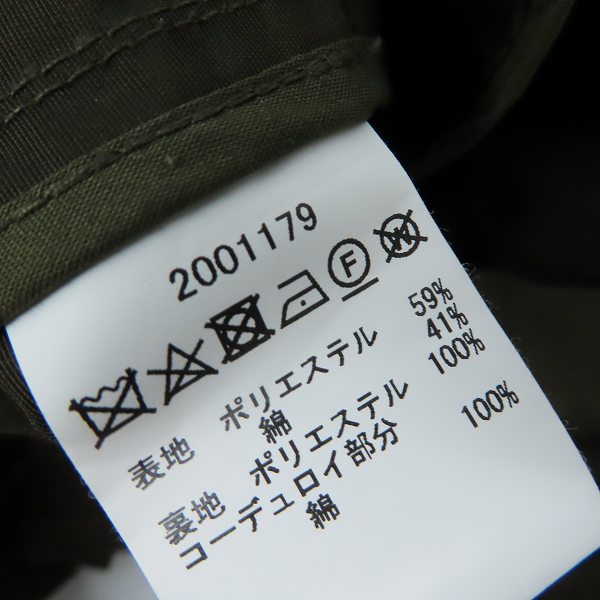 2001179
F W
表地 ポリエステル 59%
綿 41%
裏地 ポリエステル 100%
コーデュロイ部分
綿 100%